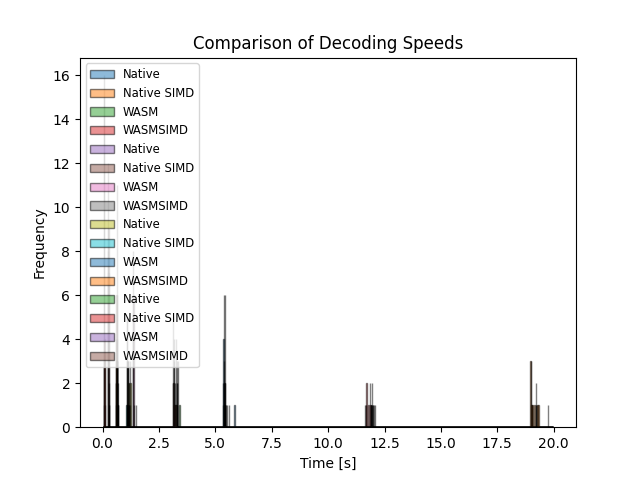 Comparison of Decoding Speeds
Frequency
16
14
12
10
8
6
4
2
0
Native
Native SIMD
WASM
WASMSIMD
Native
Native SIMD
WASM
WASMSIMD
Native
Native SIMD
WASM
WASMSIMD
Native
Native SIMD
WASM
WASMSIMD
0.0 2.5 5.0 7.5 10.0 12.5 15.0 17.5 20.0
Time [s]